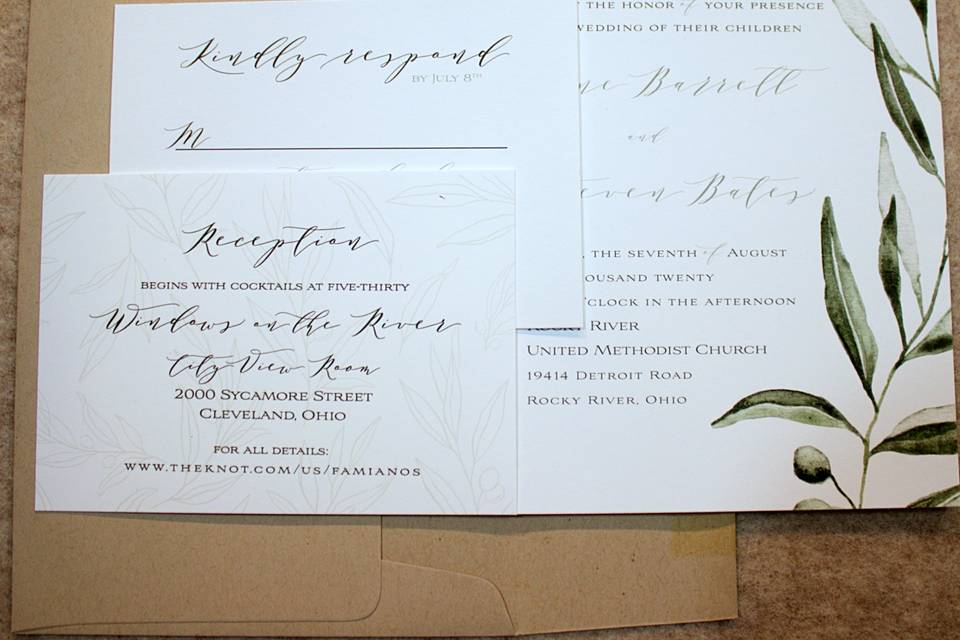 Kindly respond
BY JULY 8TH
M
Reception
BEGINS WITH COCKTAILS AT FIVE-THIRTY
Windows on the River
City View Room
2000 SYCAMORE STREET
CLEVELAND, OHIO
FOR ALL DETAILS:
WWW.THEKNOT.COM/US/FAMIANOS
THE HONOR of YOUR PRESENCE
WEDDING OF THEIR CHILDREN
Barrett
and
Bates
THE SEVENTH of AUGUST
TWENTY
O'CLOCK IN THE AFTERNOON
RIVER
UNITED METHODIST CHURCH
19414 DETROIT ROAD
ROCKY RIVER, OHIO